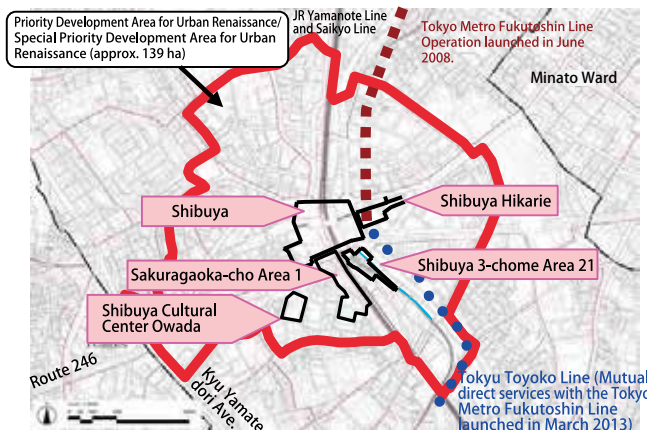 Priority Development Area for Urban Renaissance/
Special Priority Development Area for Urban
Renaissance (approx. 139 ha)
JR Yamanote Line
and Saikyo Line
Tokyo Metro Fukutoshin Line
Operation launched in June
2008.
Minato Ward
Shibuya
Shibuya Hikarie
Sakuragaoka-cho Area 1
Shibuya 3-chome Area 21
Shibuya Cultural
Center Owada
Route 246
Kyu Yamate
dori Ave.
Tokyu Toyoko Line (Mutual
direct services with the Tokyo
Metro Fukutoshin Line
launched in March 2013)